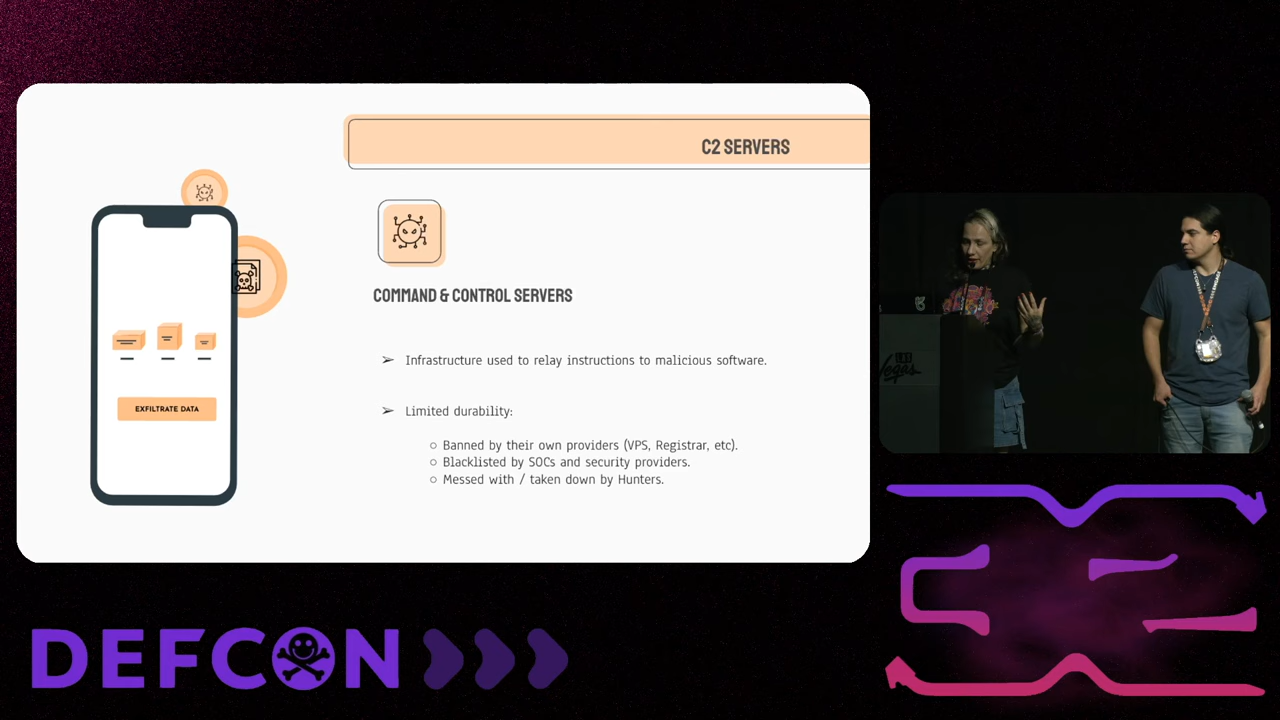 C2 SERVERS
COMMAND & CONTROL SERVERS
➢ Infrastructure used to relay instructions to malicious software.
➢ Limited durability:
○ Banned by their own providers (VPS, Registrar, etc).
○ Blacklisted by SOCs and security providers.
○ Messed with / taken down by Hunters.
EXFILTRATE DATA
Vegas
DEFCON